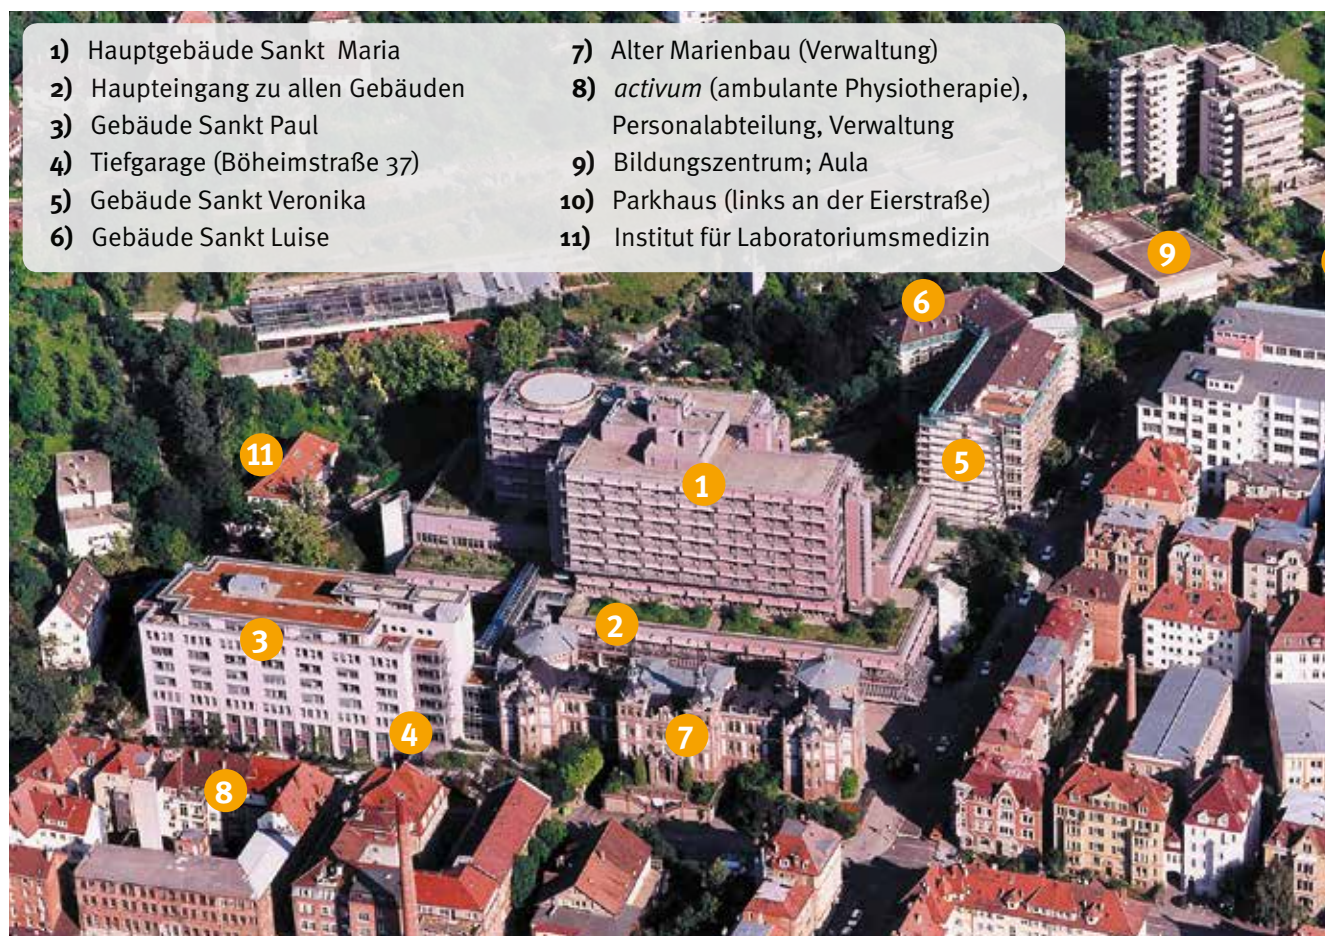 1) Hauptgebäude Sankt Maria
2) Haupteingang zu allen Gebäuden
3) Gebäude Sankt Paul
4) Tiefgarage (Böheimstraße 37)
5) Gebäude Sankt Veronika
6) Gebäude Sankt Luise
7) Alter Marienbau (Verwaltung)
8) activum (ambulante Physiotherapie),
Personalabteilung, Verwaltung
9) Bildungszentrum; Aula
10) Parkhaus (links an der Eierstraße)
11) Institut für Laboratoriumsmedizin
9
6
11
5
1
2
3
4
7
8